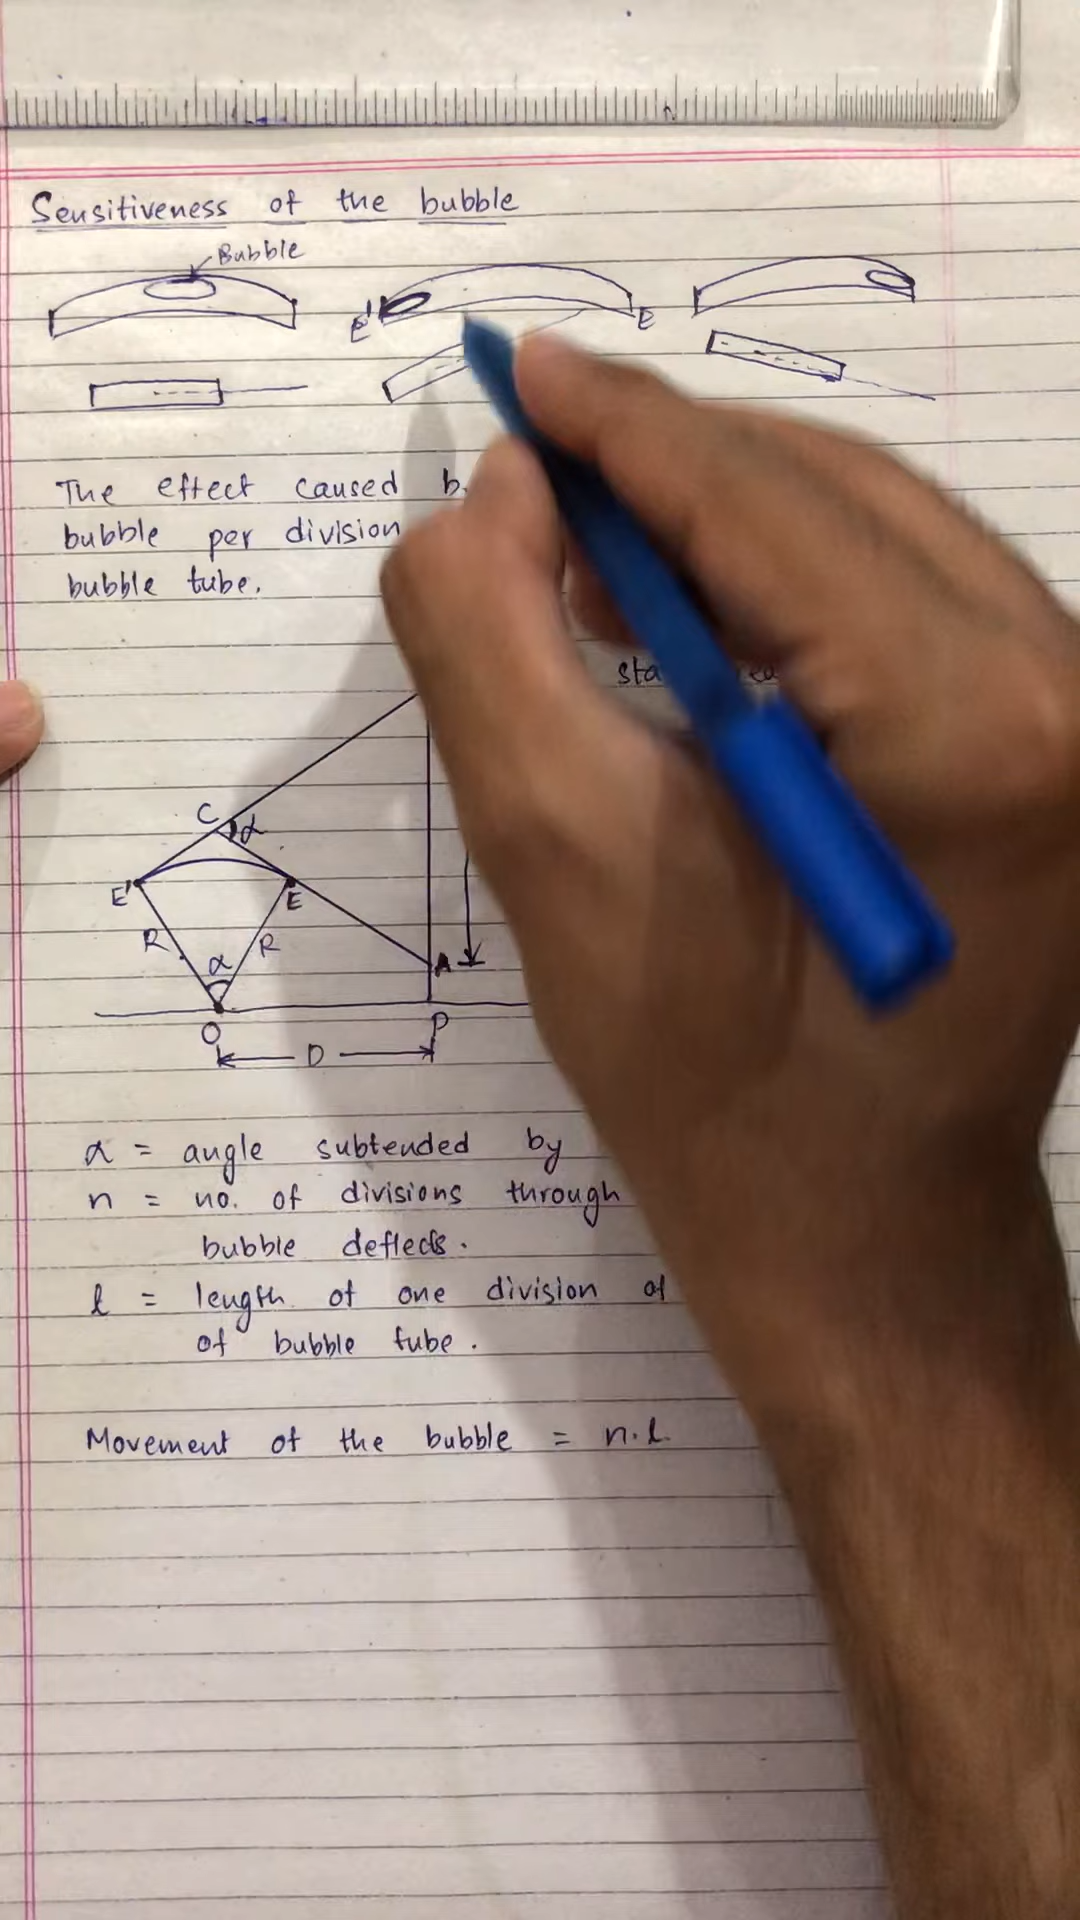 Sensitiveness of the bubble
Bubble
E' E
The effect caused
bubble per division
bubble tube.
C α
E' E
R R
α
A
O P
D
α = angle subtended by
n = no. of divisions through
bubble deflects.
l = length of one division of
of bubble tube.
Movement of the bubble = n.l.